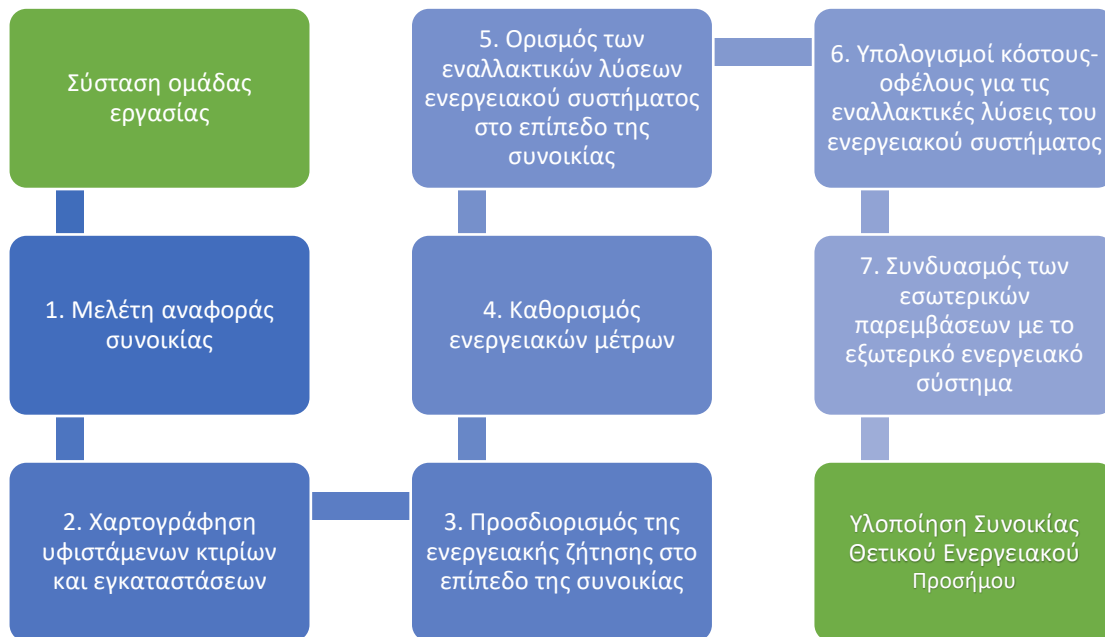 Σύσταση ομάδας
εργασίας
1. Μελέτη αναφοράς
συνοικίας
2. Χαρτογράφηση
υφιστάμενων κτιρίων
και εγκαταστάσεων
3. Προσδιορισμός της
ενεργειακής ζήτησης στο
επίπεδο της συνοικίας
4. Καθορισμός
ενεργειακών μέτρων
5. Ορισμός των
εναλλακτικών λύσεων
ενεργειακού συστήματος
στο επίπεδο της
συνοικίας
6. Υπολογισμοί κόστους-
οφέλους για τις
εναλλακτικές λύσεις του
ενεργειακού συστήματος
7. Συνδυασμός των
εσωτερικών
παρεμβάσεων με το
εξωτερικό ενεργειακό
σύστημα
Υλοποίηση Συνοικίας
Θετικού Ενεργειακού
Προσήμου